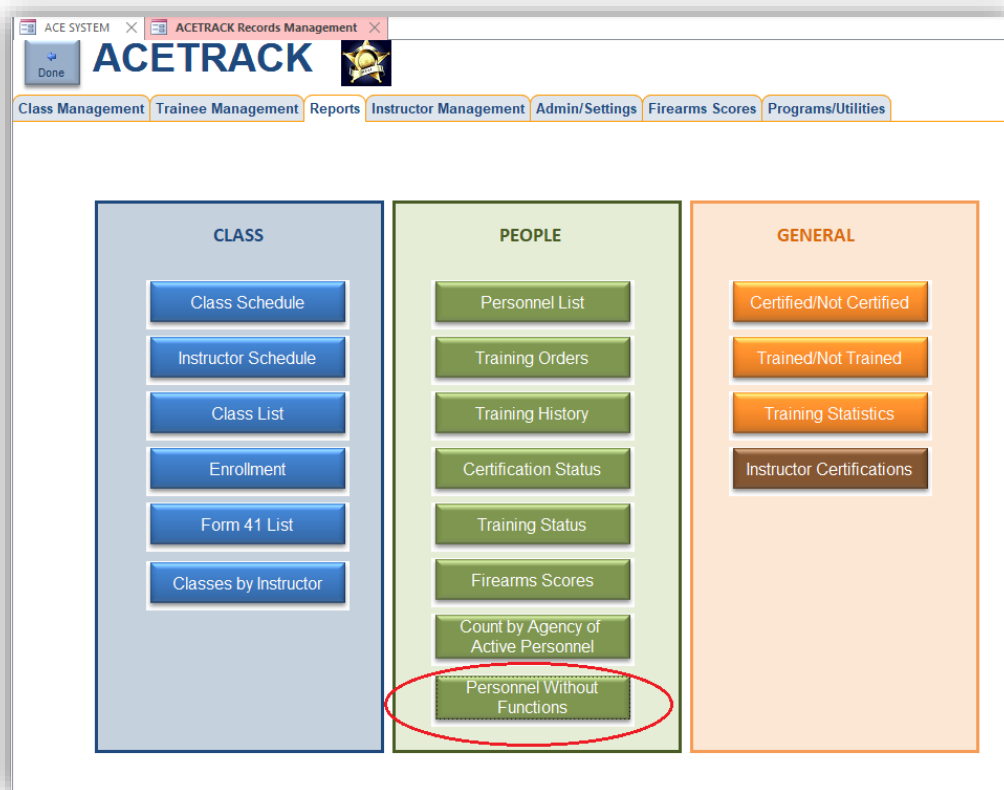 ACE SYSTEM
ACETRACK Records Management
Done
ACETRACK
Class Management
Trainee Management
Reports
Instructor Management
Admin/Settings
Firearms Scores
Programs/Utilities
CLASS
Class Schedule
Instructor Schedule
Class List
Enrollment
Form 41 List
Classes by Instructor
PEOPLE
Personnel List
Training Orders
Training History
Certification Status
Training Status
Firearms Scores
Count by Agency of
Active Personnel
Personnel Without
Functions
GENERAL
Certified/Not Certified
Trained/Not Trained
Training Statistics
Instructor Certifications